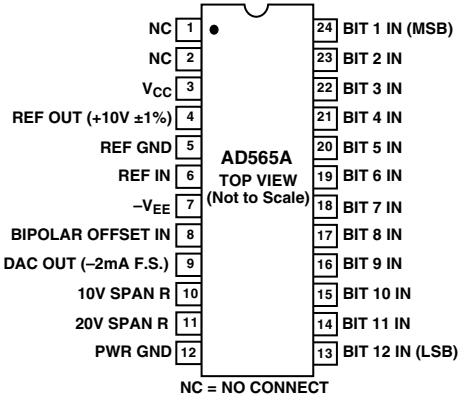 NC 1
NC 2
VCC 3
REF OUT (+10V ±1%) 4
REF GND 5
REF IN 6
–VEE 7
BIPOLAR OFFSET IN 8
DAC OUT (–2mA F.S.) 9
10V SPAN R 10
20V SPAN R 11
PWR GND 12
AD565A
TOP VIEW
(Not to Scale)
24 BIT 1 IN (MSB)
23 BIT 2 IN
22 BIT 3 IN
21 BIT 4 IN
20 BIT 5 IN
19 BIT 6 IN
18 BIT 7 IN
17 BIT 8 IN
16 BIT 9 IN
15 BIT 10 IN
14 BIT 11 IN
13 BIT 12 IN (LSB)
NC = NO CONNECT